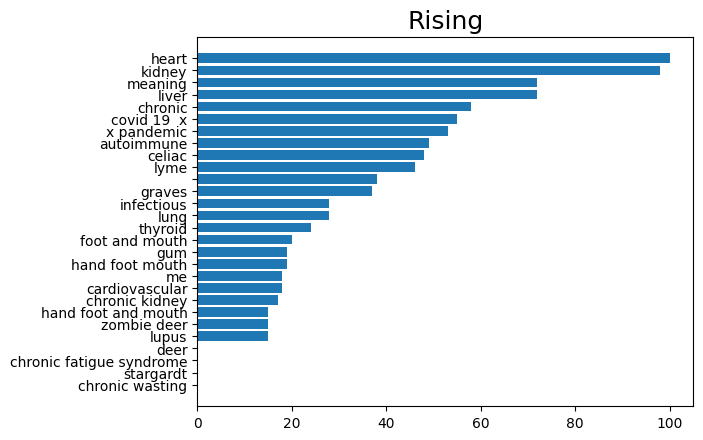 Rising
heart
kidney
meaning
liver
chronic
covid 19  x
x pandemic
autoimmune
celiac
lyme
graves
infectious
lung
thyroid
foot and mouth
gum
hand foot mouth
me
cardiovascular
chronic kidney
hand foot and mouth
zombie deer
lupus
deer
chronic fatigue syndrome
stargardt
chronic wasting
0 20 40 60 80 100